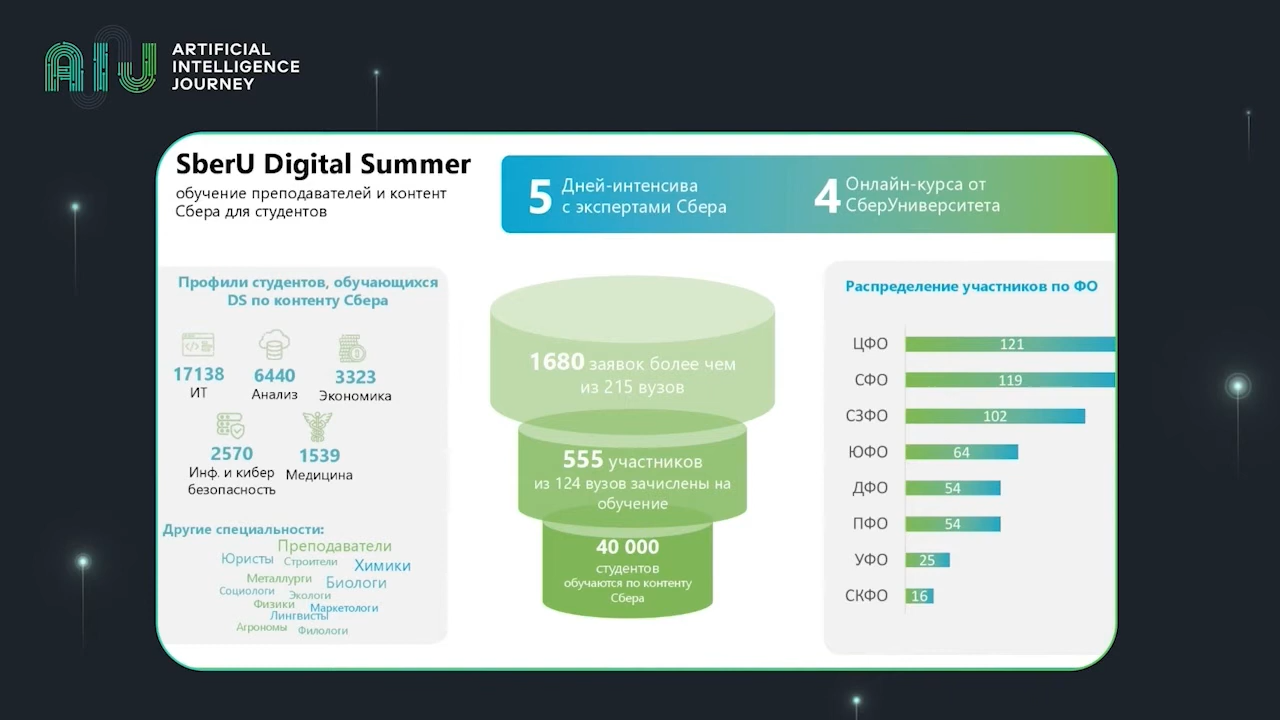 ARTIFICIAL
INTELLIGENCE
JOURNEY
SberU Digital Summer
обучение преподавателей и контент
Сбера для студентов
5 Дней-интенсива
с экспертами Сбера
4 Онлайн-курса от
СберУниверситета
Профили студентов, обучающихся
DS по контенту Сбера
17138
ИТ
6440
Анализ
3323
Экономика
2570
Инф. и кибер
безопасность
1539
Медицина
Другие специальности:
Преподаватели
Юристы
Строители
Химики
Металлурги
Биологи
Социологи
Экологи
Физики
Маркетологи
Лингвисты
Агрономы
Филологи
1680 заявок более чем
из 215 вузов
555 участников
из 124 вузов зачислены на
обучение
40 000
студентов
обучаются по контенту
Сбера
Распределение участников по ФО
ЦФО 121
СФО 119
СЗФО 102
ЮФО 64
ДФО 54
ПФО 54
УФО 25
СКФО 16